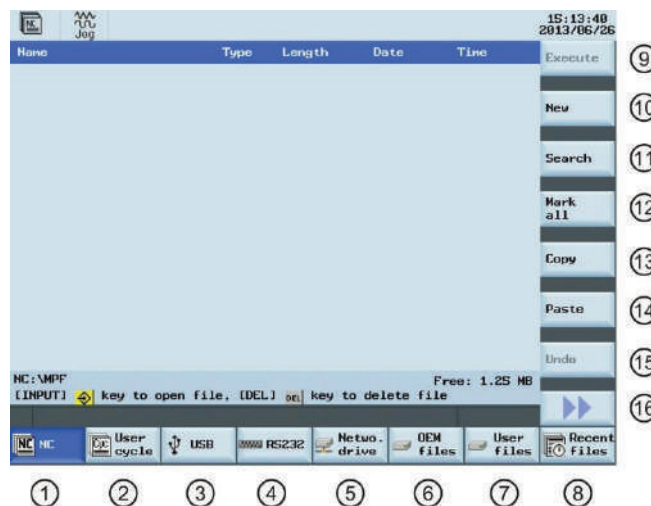 NC
Jog
15:13:40
2013/06/26
Name Type Length Date Time
Execute
9
New
10
Search
11
Mark
all
12
Copy
13
Paste
14
Undo
15
NC:\MPF Free: 1.25 MB
[INPUT] key to open file, [DEL] DEL key to delete file
16
NC NC
Cyc User
cycle
USB
RS232
Netwo.
drive
OEM
files
User
files
Recent
files
1 2 3 4 5 6 7 8